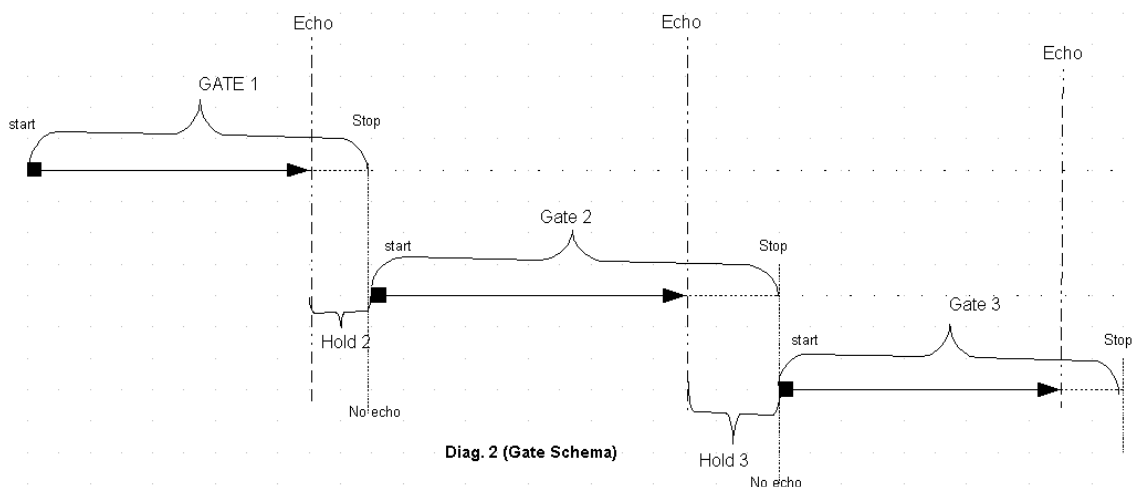 Echo
Echo
Echo
GATE 1
start
Stop
Gate 2
start
Stop
Gate 3
start
Stop
Hold 2
No echo
Diag. 2 (Gate Schema)
Hold 3
No echo